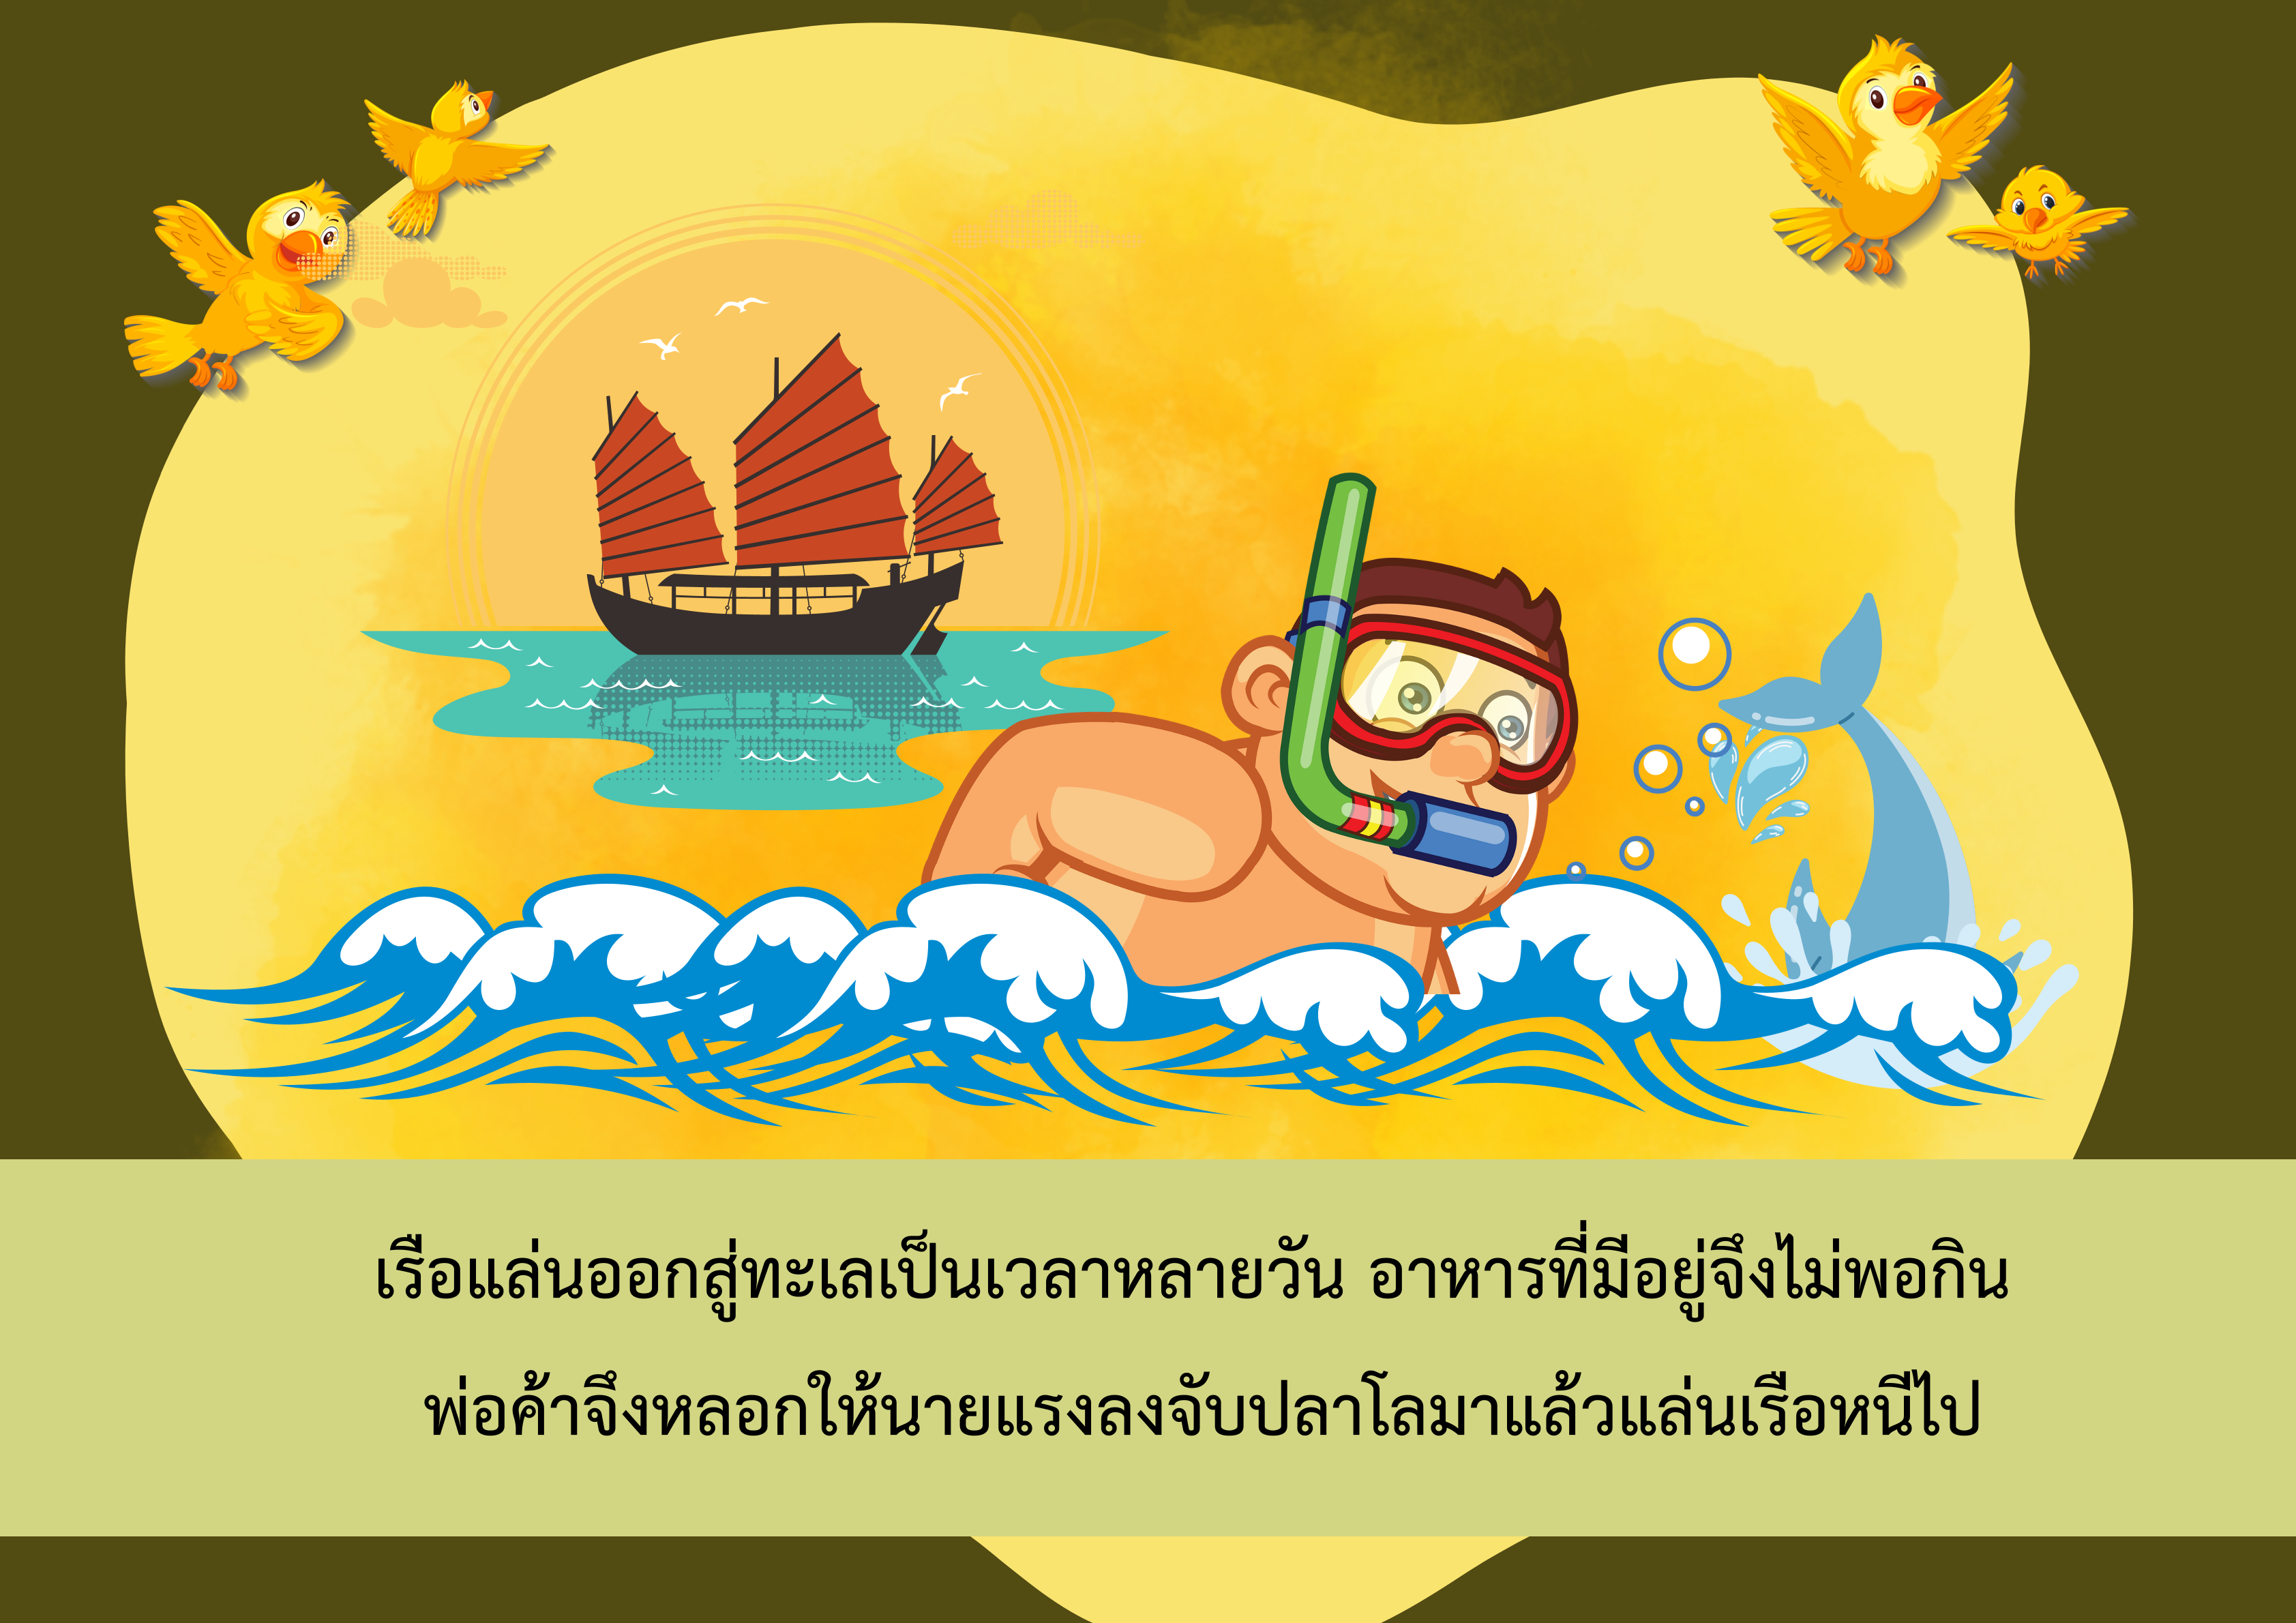 เรือแล่นออกสู่ทะเลเป็นเวลาหลายวัน อาหารที่มีอยู่จึงไม่พอกิน
พ่อค้าจึงหลอกให้นายแรงลงจับปลาโลมาแล้วแล่นเรือหนีไป